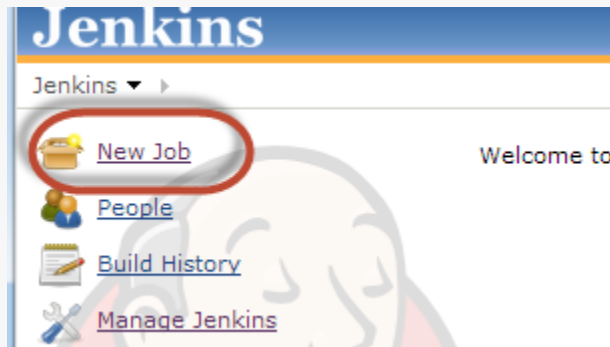 Jenkins
Jenkins
New Job
Welcome to
People
Build History
Manage Jenkins